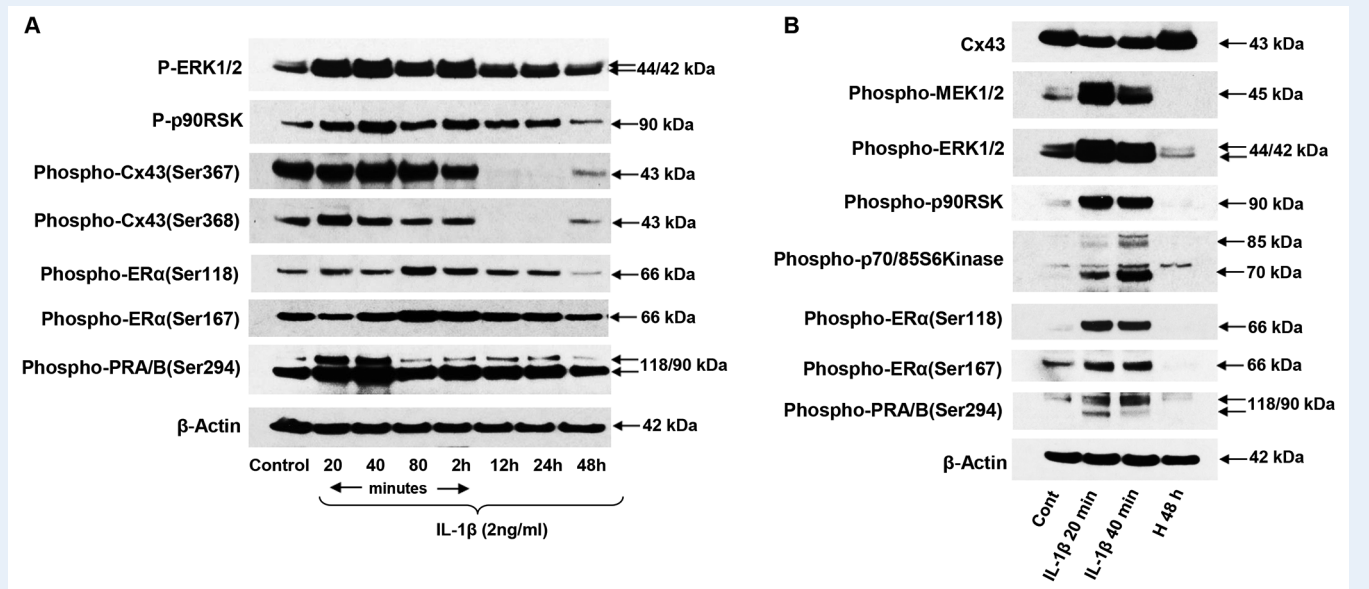 A
P-ERK1/2
44/42 kDa
P-p90RSK
90 kDa
Phospho-Cx43(Ser367)
43 kDa
Phospho-Cx43(Ser368)
43 kDa
Phospho-ERα(Ser118)
66 kDa
Phospho-ERα(Ser167)
66 kDa
Phospho-PRA/B(Ser294)
118/90 kDa
β-Actin
42 kDa
Control 20 40 80 2h 12h 24h 48h
minutes
IL-1β (2ng/ml)
B
Cx43
43 kDa
Phospho-MEK1/2
45 kDa
Phospho-ERK1/2
44/42 kDa
Phospho-p90RSK
90 kDa
Phospho-p70/85S6Kinase
85 kDa
70 kDa
Phospho-ERα(Ser118)
66 kDa
Phospho-ERα(Ser167)
66 kDa
Phospho-PRA/B(Ser294)
118/90 kDa
β-Actin
42 kDa
Cont
IL-1β 20 min
IL-1β 40 min
H 48 h